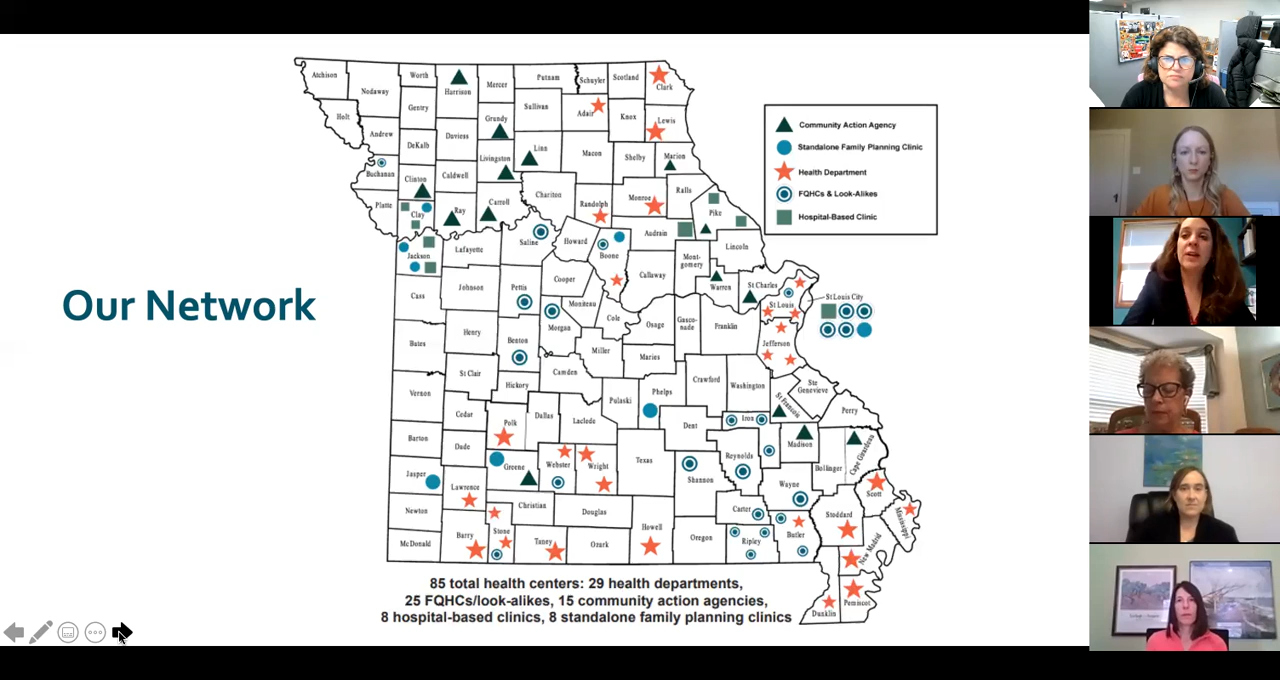 Our Network
Atchison
Nodaway
Worth
Harrison
Mercer
Putnam
Schuyler
Scotland
Clark
Holt
Gentry
Sullivan
Adair
Knox
Lewis
Andrew
DeKalb
Daviess
Grundy
Linn
Macon
Shelby
Marion
Buchanan
Clinton
Caldwell
Livingston
Chariton
Platte
Clay
Ray
Carroll
Randolph
Monroe
Ralls
Pike
Jackson
Lafayette
Saline
Howard
Boone
Audrain
Lincoln
Cass
Johnson
Pettis
Cooper
Moniteau
Callaway
Mont-
gomery
Warren
St Charles
St Louis
St Louis City
Bates
Henry
Benton
Morgan
Cole
Osage
Gasco-
nade
Franklin
Jefferson
Miller
Maries
Vernon
St Clair
Hickory
Camden
Pulaski
Phelps
Crawford
Washington
Ste
Genevieve
St Francois
Perry
Cedar
Polk
Dallas
Laclede
Dent
Iron
Barton
Dade
Greene
Webster
Wright
Texas
Reynolds
Madison
Bollinger
Cape Girardeau
Jasper
Lawrence
Christian
Douglas
Shannon
Wayne
Scott
Newton
Stone
Howell
Carter
Stoddard
Mississippi
McDonald
Barry
Taney
Ozark
Oregon
Ripley
Butler
New Madrid
Dunklin
Pemiscot
Community Action Agency
Standalone Family Planning Clinic
Health Department
FQHCs & Look-Alikes
Hospital-Based Clinic
85 total health centers: 29 health departments,
25 FQHCs/look-alikes, 15 community action agencies,
8 hospital-based clinics, 8 standalone family planning clinics